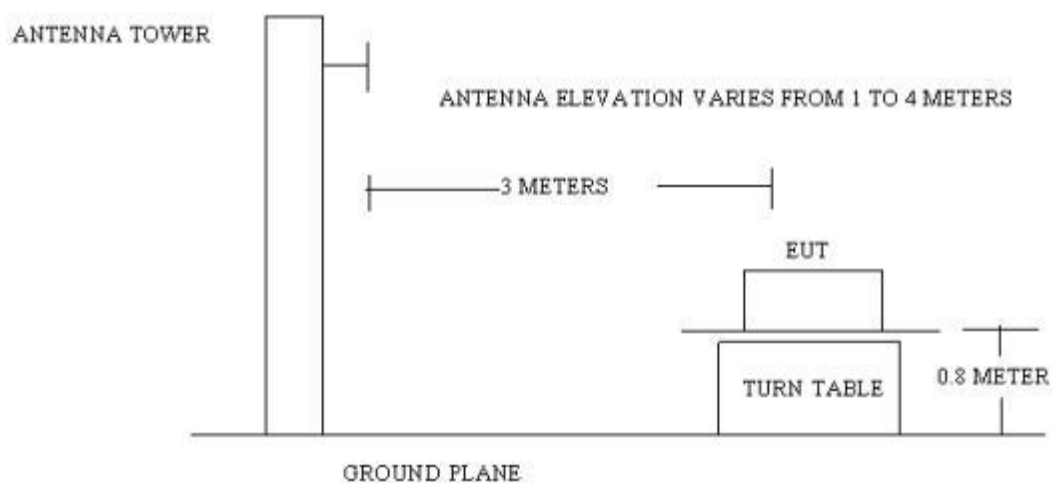 ANTENNA TOWER
ANTENNA ELEVATION VARIES FROM 1 TO 4 METERS
3 METERS
EUT
TURN TABLE
0.8 METER
GROUND PLANE